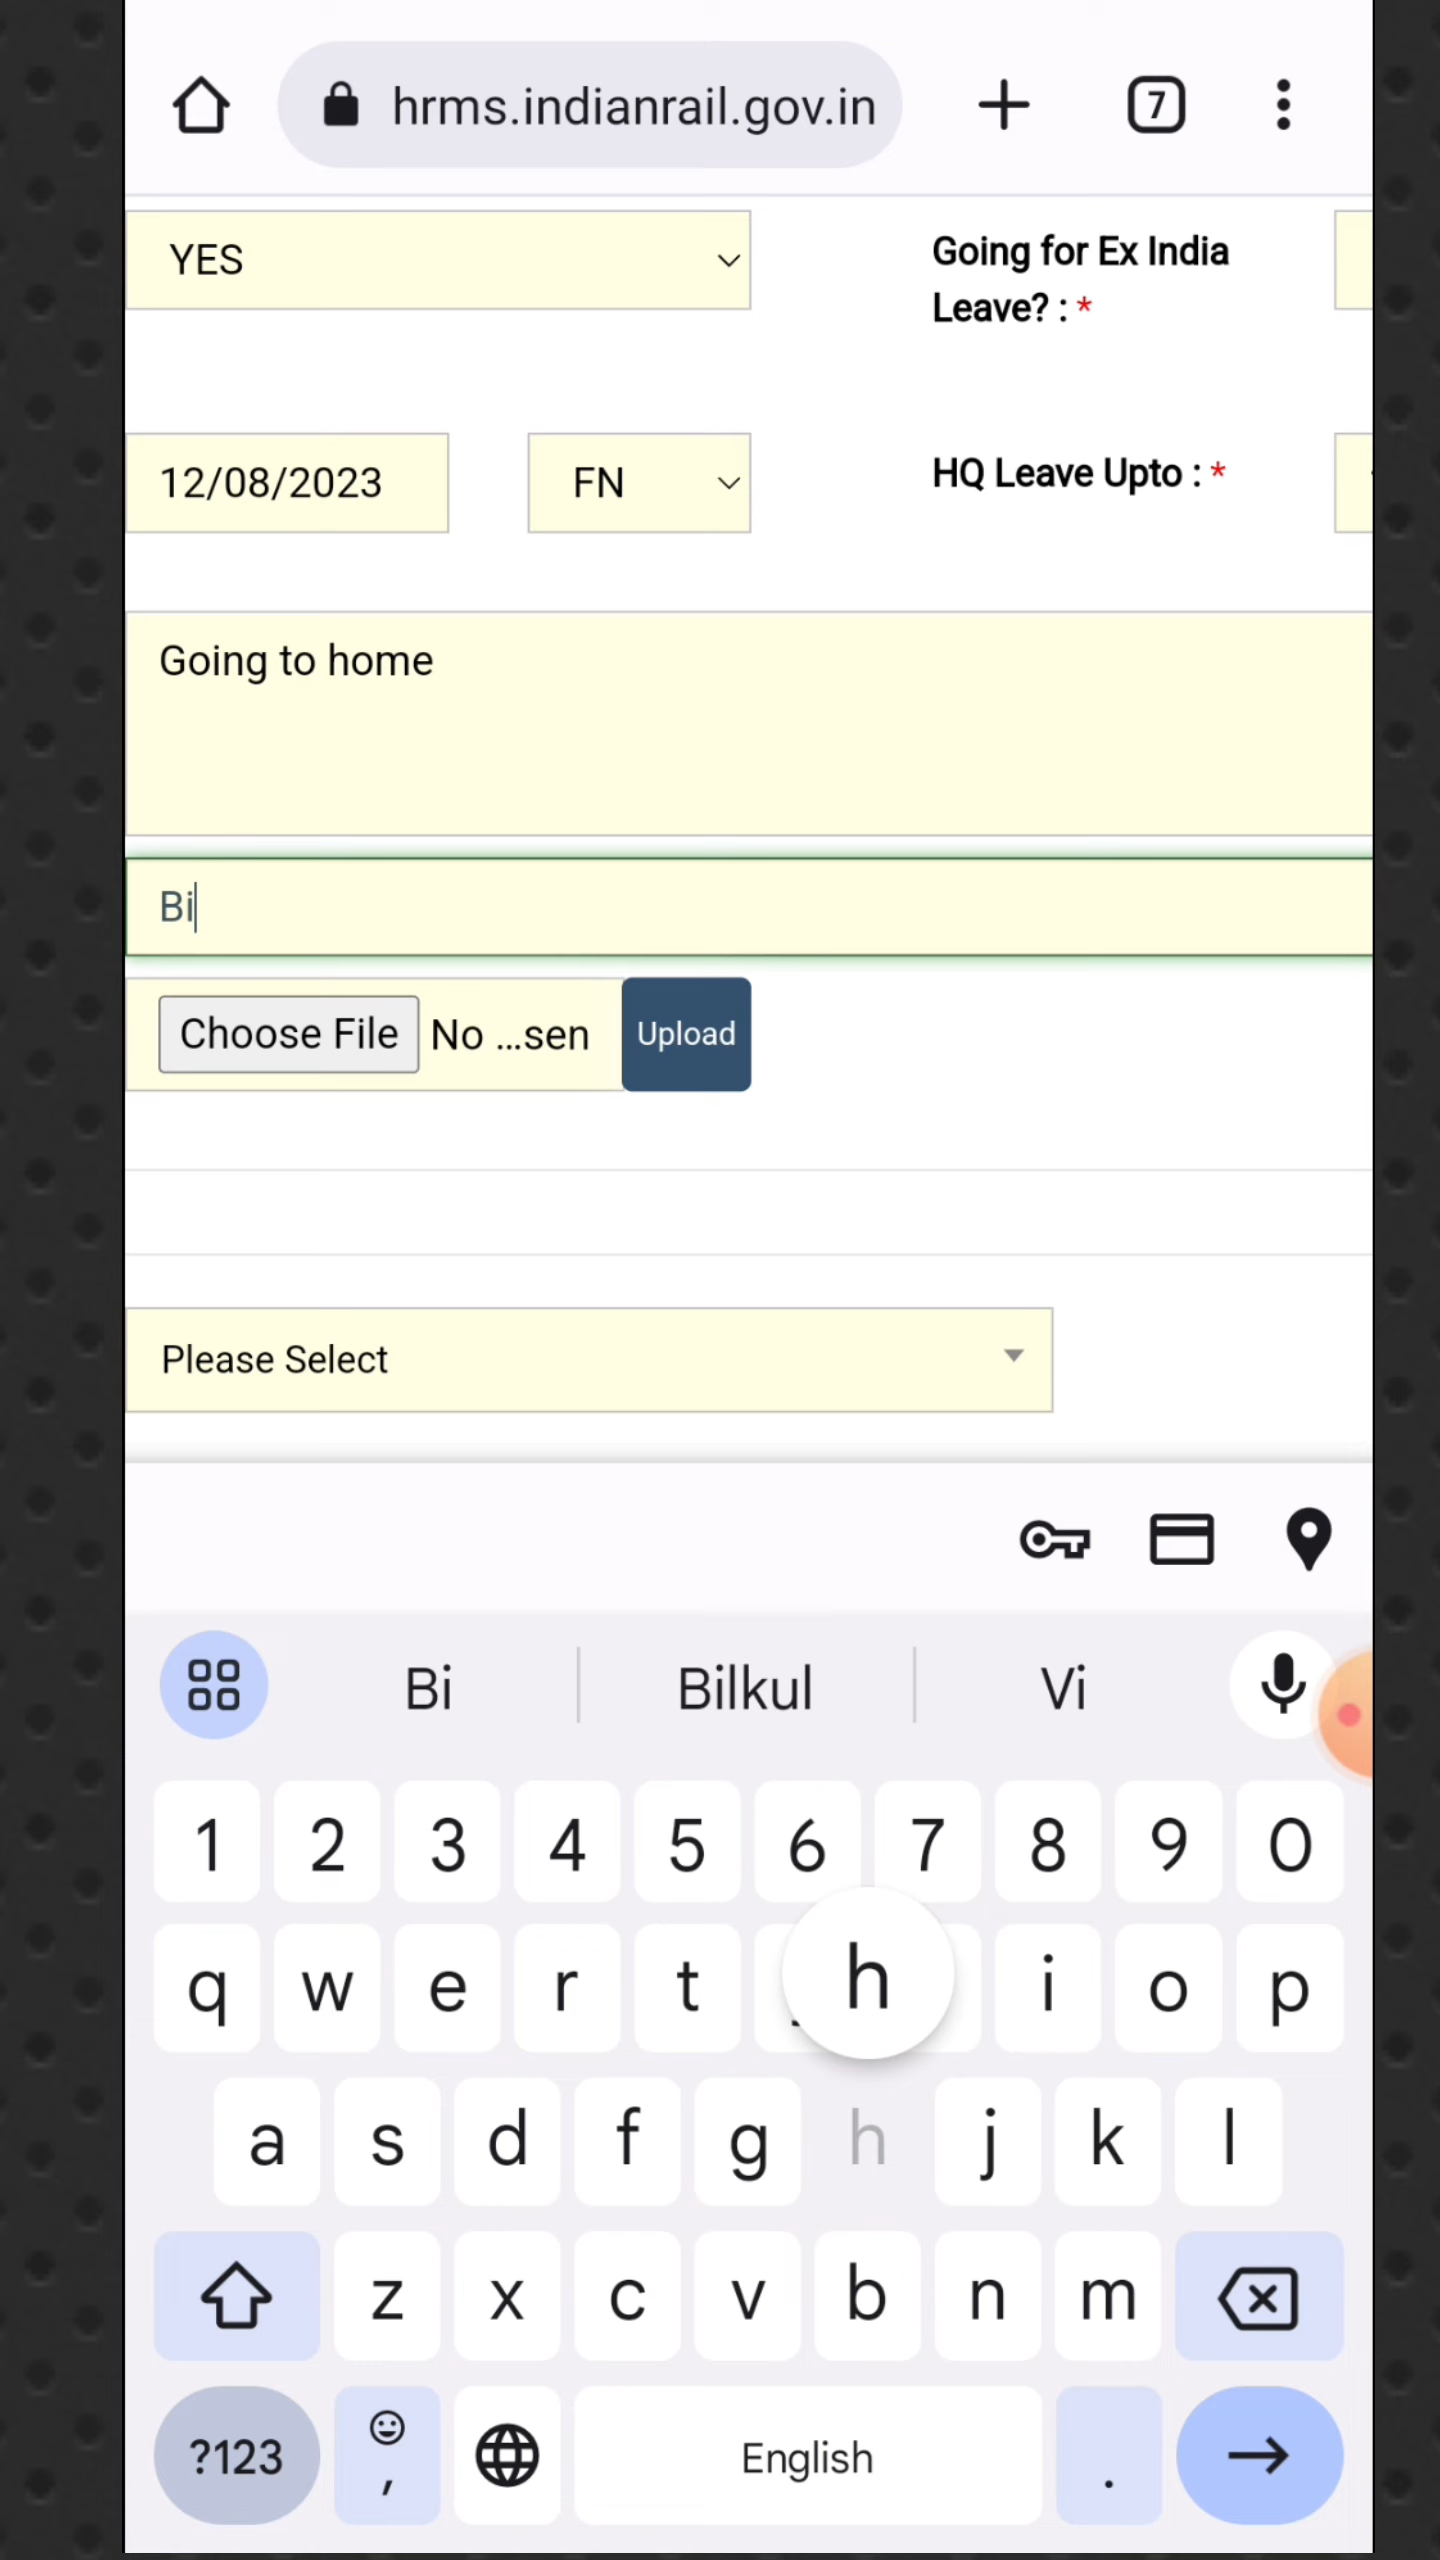 hrms.indianrail.gov.in
7
YES
Going for Ex India
Leave? : *
12/08/2023
FN
HQ Leave Upto : *
Going to home
Bi
Choose File No ...sen
Upload
Please Select
Bi
Bilkul
Vi
1 2 3 4 5 6 7 8 9 0
q w e r t h i o p
a s d f g h j k l
z x c v b n m
?123 , English .